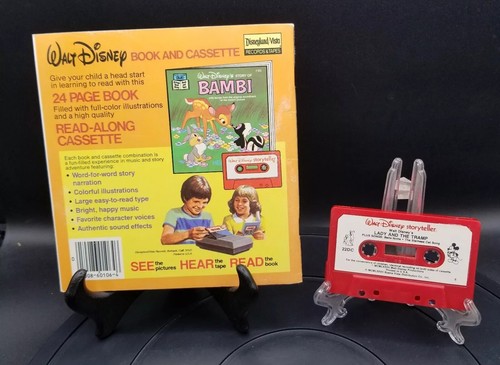 WALT DISNEY BOOK AND CASSETTE
Disneyland/Vista
RECORDS & TAPES
Give your child a head start
in learning to read with this
24 PAGE BOOK
Filled with full-color illustrations
and a high quality
READ-ALONG
CASSETTE
Each book and cassette combination is
a fun-filled experience in music and story
adventure featuring:
• Word-for-word story
narration
• Colorful illustrations
• Large easy-to-read type
• Bright, happy music
• Favorite character voices
• Authentic sound effects
Walt Disney's STORY OF
BAMBI
Walt Disney storyteller
SEE the pictures HEAR the tape READ the book
Walt Disney storyteller
Walt Disney's
LADY AND THE TRAMP